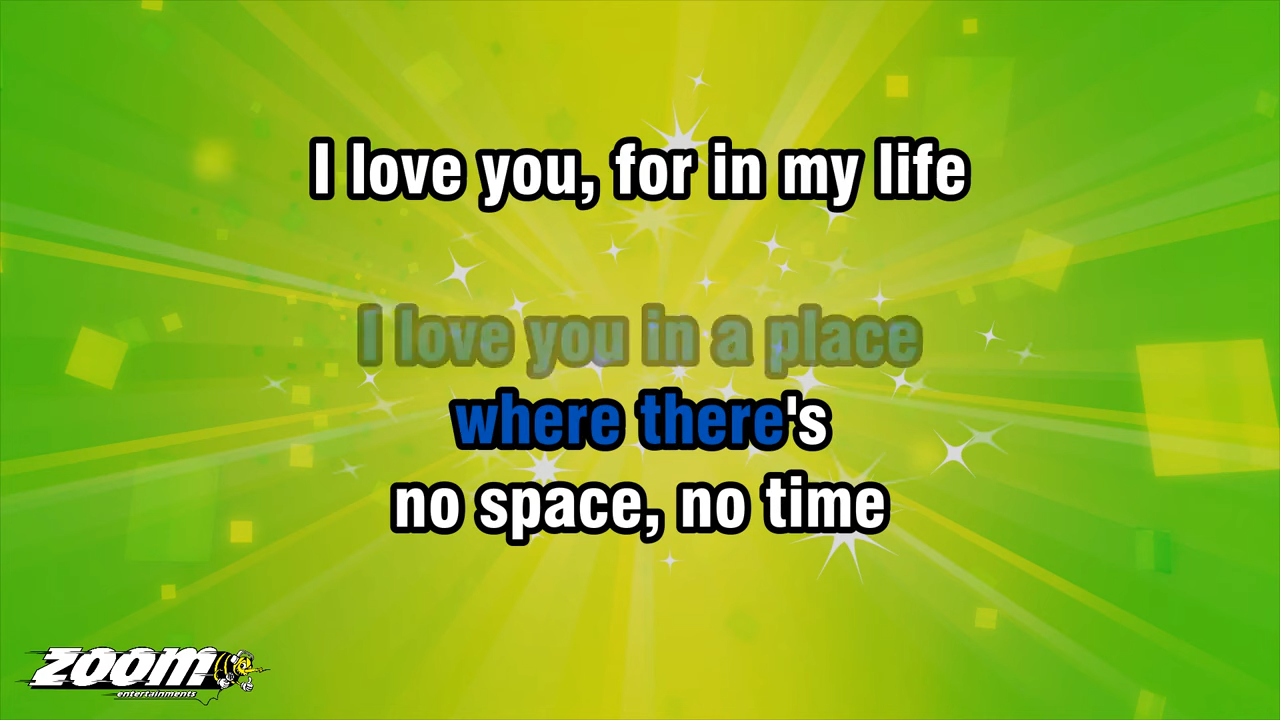 I love you, for in my life
I love you in a place
where there's
no space, no time
ZOOM
entertainments